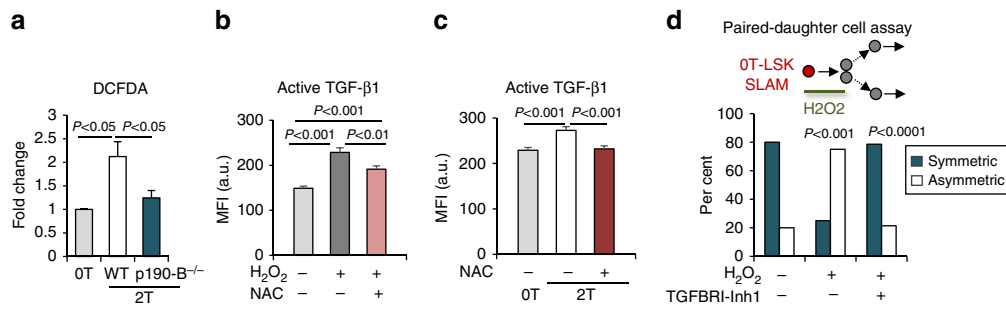 a
DCFDA
P<0.05 P<0.05
Fold change
3
2.5
2
1.5
1
0.5
0
0T WT p190-B–/–
2T
b
Active TGF-β1
P<0.001
P<0.001 P<0.01
MFI (a.u.)
300
200
100
0
H2O2 – + +
NAC – – +
c
Active TGF-β1
P<0.001 P<0.001
MFI (a.u.)
300
200
100
0
NAC – – +
0T 2T
d
Paired-daughter cell assay
0T-LSK
SLAM
H2O2
P<0.001 P<0.0001
Symmetric
Asymmetric
Per cent
100
80
60
40
20
0
H2O2 – + +
TGFBRI-Inh1 – +